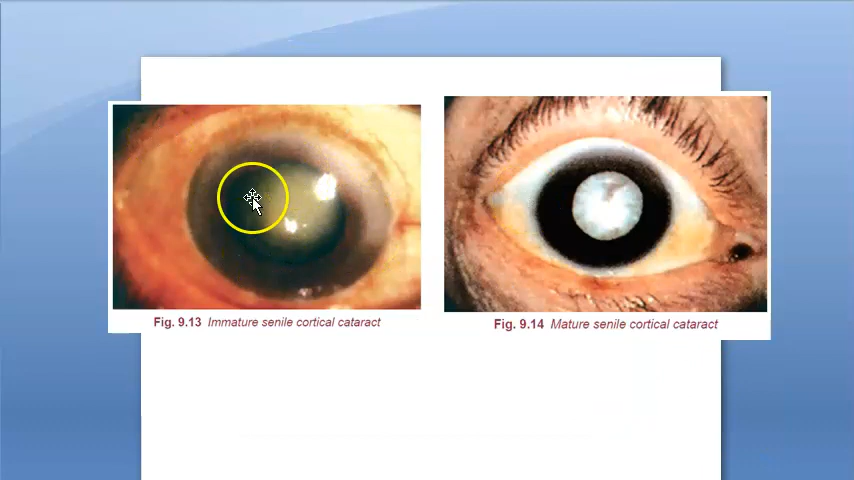 Fig. 9.13 Immature senile cortical cataract
Fig. 9.14 Mature senile cortical cataract